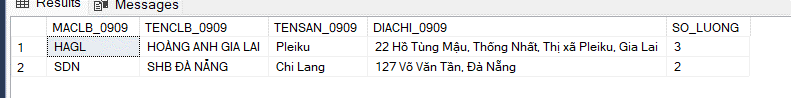 Results Messages
MACLB_0909 TENCLB_0909 TENSAN_0909 DIACHI_0909 SO_LUONG
1 HAGL HOÀNG ANH GIA LAI Pleiku 22 Hồ Tùng Mậu, Thống Nhất, Thị xã Pleiku, Gia Lai 3
2 SDN SHB ĐÀ NẴNG Chi Lang 127 Võ Văn Tần, Đà Nẵng 2